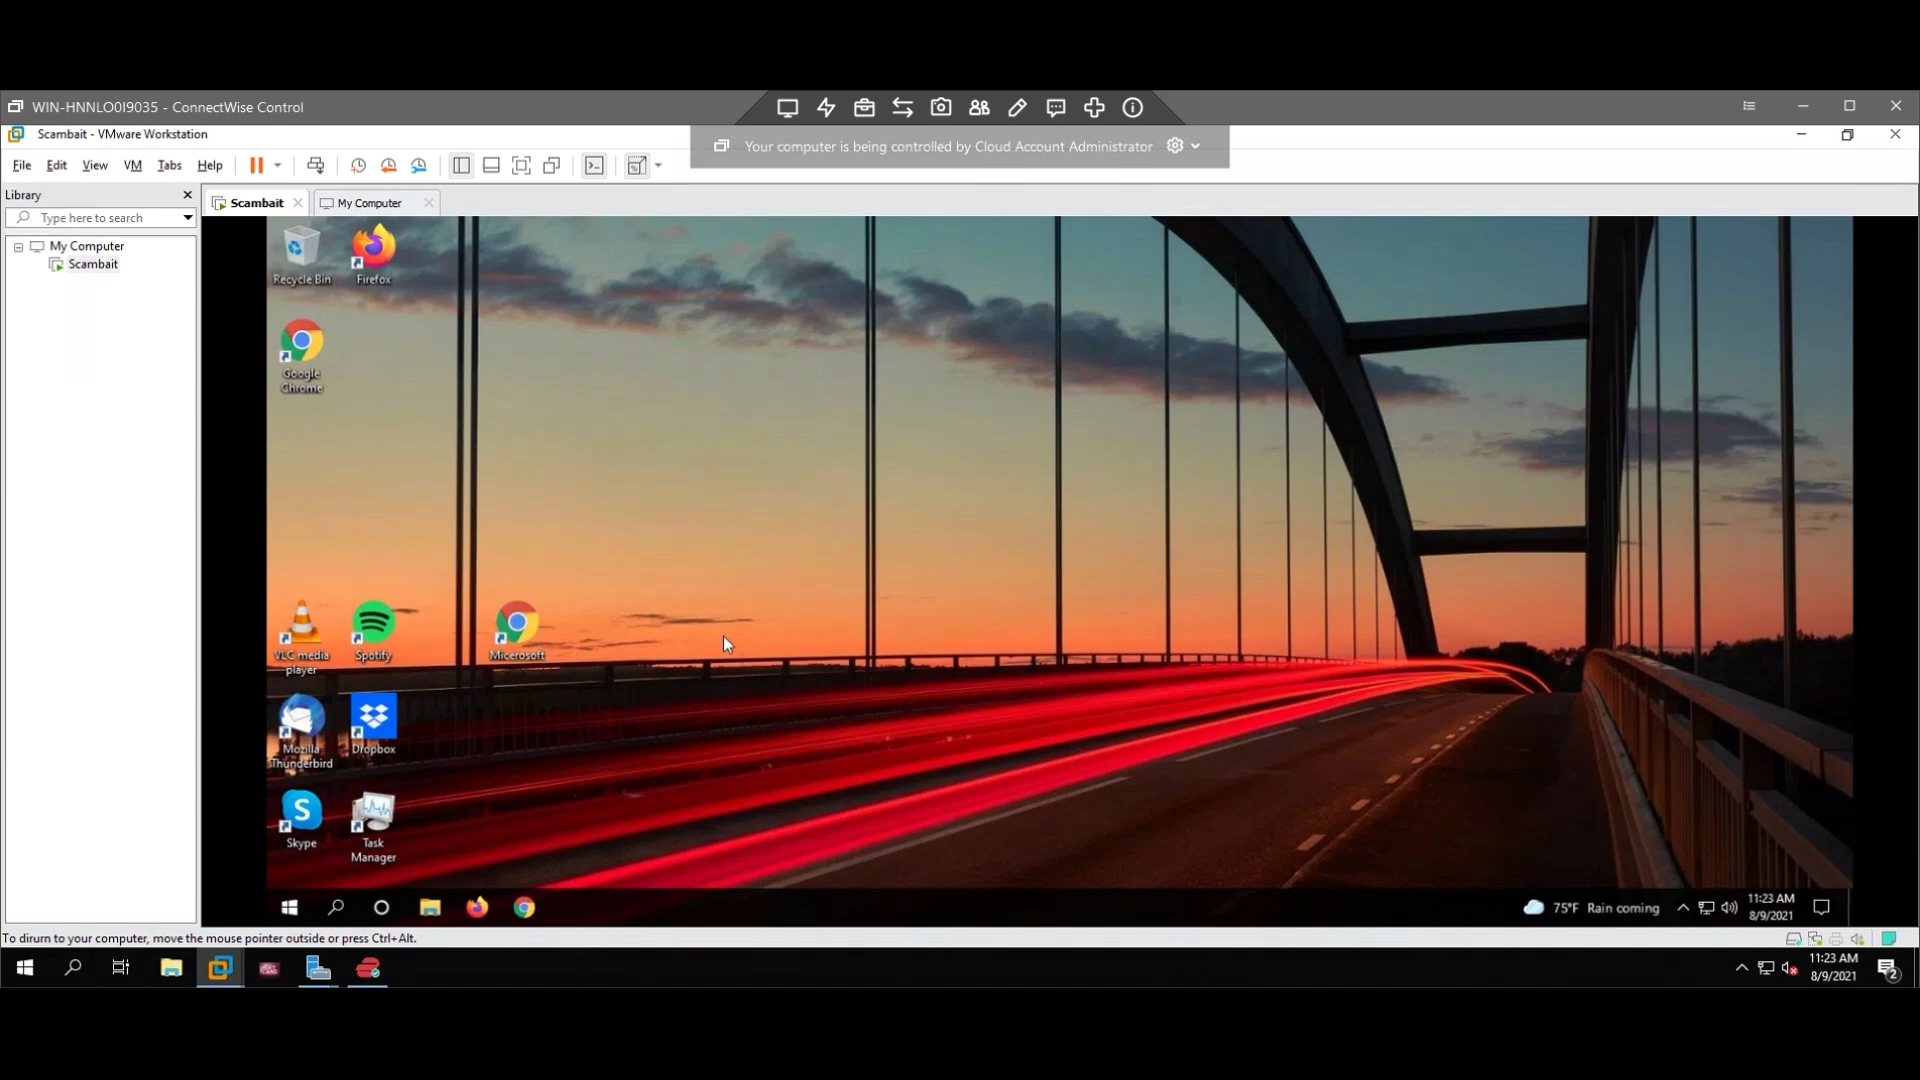 WIN-HNNLO0I9035 - ConnectWise Control
Scambait - VMware Workstation
Your computer is being controlled by Cloud Account Administrator
File Edit View VM Tabs Help
Library
Type here to search
Scambait
My Computer
My Computer
Scambait
Recycle Bin
Firefox
Google
Chrome
VLC media
player
Spotify
Micerosoft
Mozilla
Thunderbird
Dropbox
Skype
Task
Manager
75°F Rain coming
11:23 AM
8/9/2021
To dirurn to your computer, move the mouse pointer outside or press Ctrl+Alt.
11:23 AM
8/9/2021
2